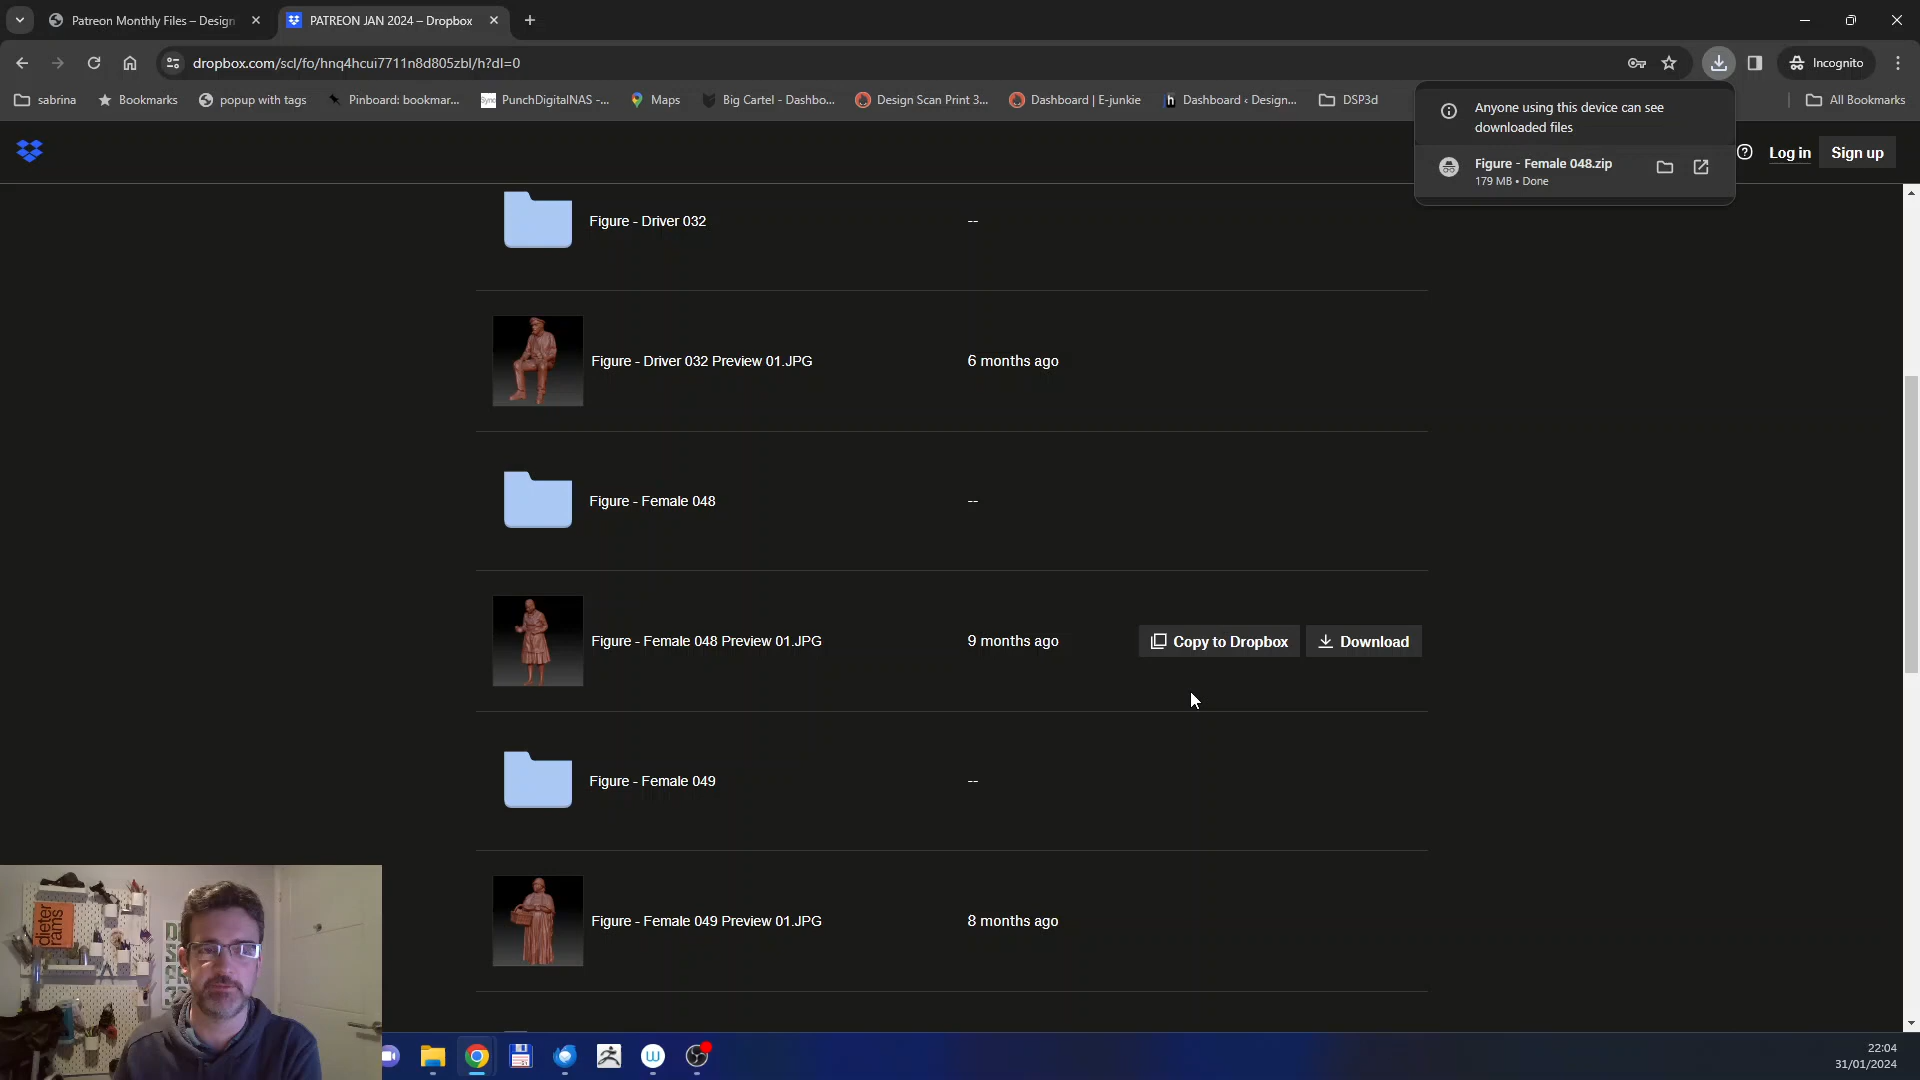 Patreon Monthly Files – Design
PATREON JAN 2024 – Dropbox
dropbox.com/scl/fo/hnq4hcui7711n8d805zbl/h?dl=0
Incognito
sabrina
Bookmarks
popup with tags
Pinboard: bookmar...
Sync
PunchDigitalNAS -...
Maps
Big Cartel - Dashbo...
Design Scan Print 3...
Dashboard | E-junkie
Dashboard ‹ Design...
DSP3d
All Bookmarks
Anyone using this device can see
downloaded files
Figure - Female 048.zip
179 MB • Done
Log in
Sign up
Figure - Driver 032
--
Figure - Driver 032 Preview 01.JPG
6 months ago
Figure - Female 048
--
Figure - Female 048 Preview 01.JPG
9 months ago
Copy to Dropbox
Download
Figure - Female 049
--
Figure - Female 049 Preview 01.JPG
8 months ago
dieter
rams
22:04
31/01/2024